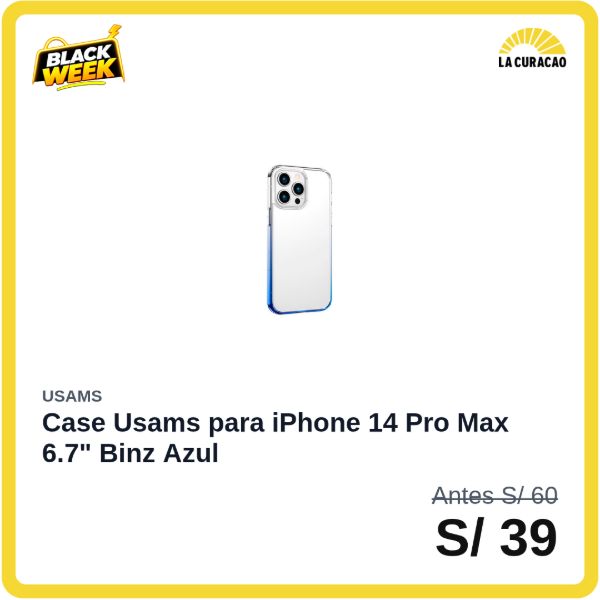 BLACK
WEEK
LA CURACAO
USAMS
Case Usams para iPhone 14 Pro Max
6.7" Binz Azul
Antes S/ 60
S/ 39